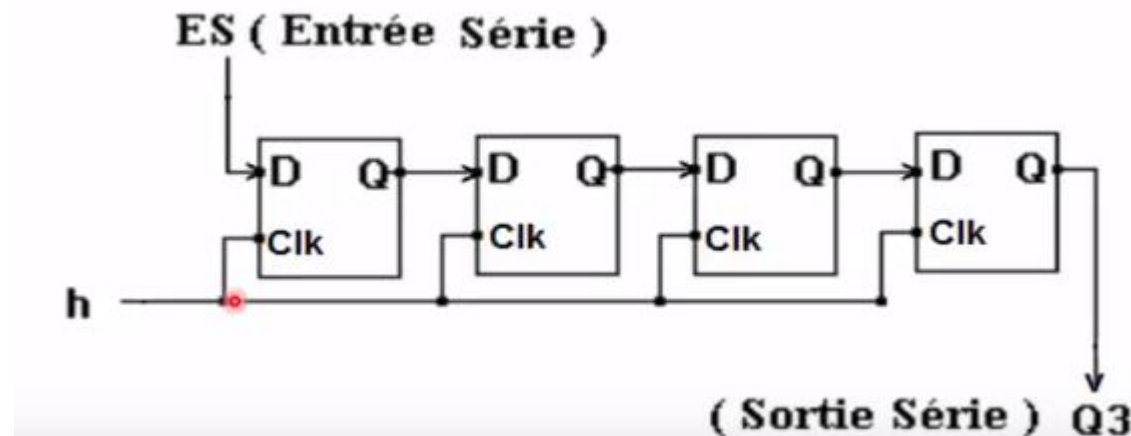 ES ( Entrée Série )
D Q D Q D Q D Q
Clk Clk Clk Clk
h
( Sortie Série ) Q3